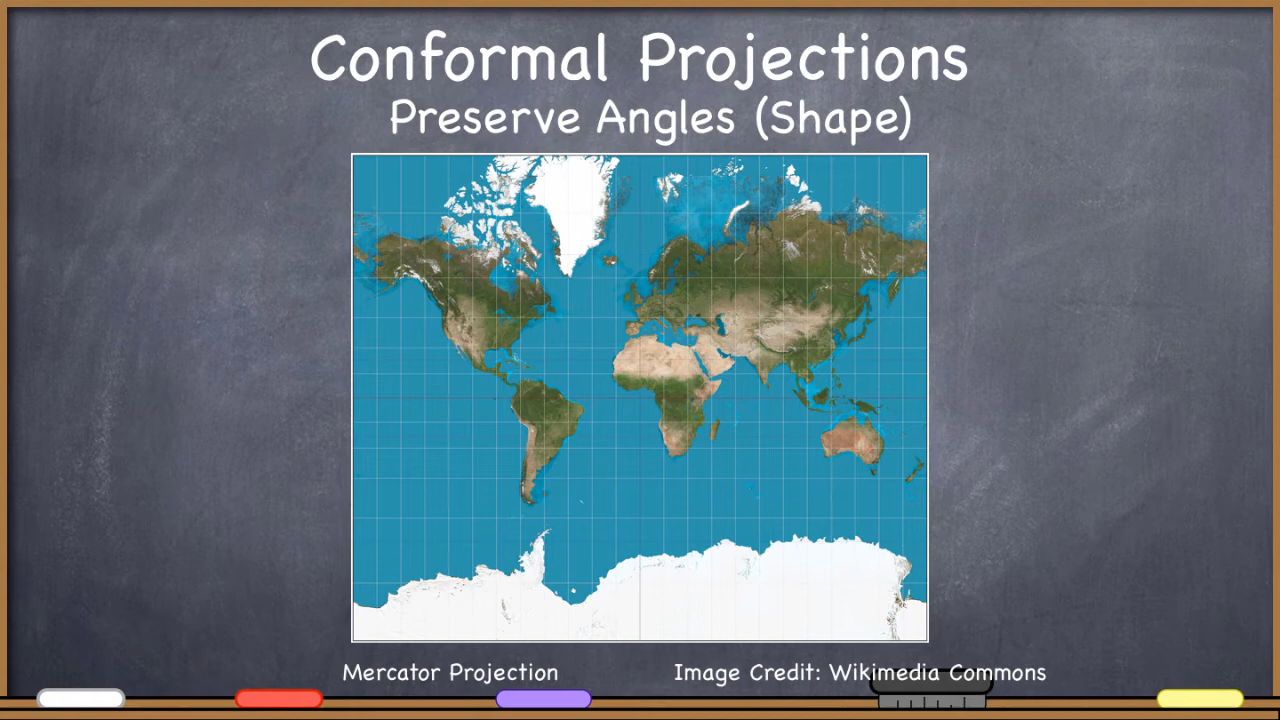 Conformal Projections
Preserve Angles (Shape)
Mercator Projection
Image Credit: Wikimedia Commons